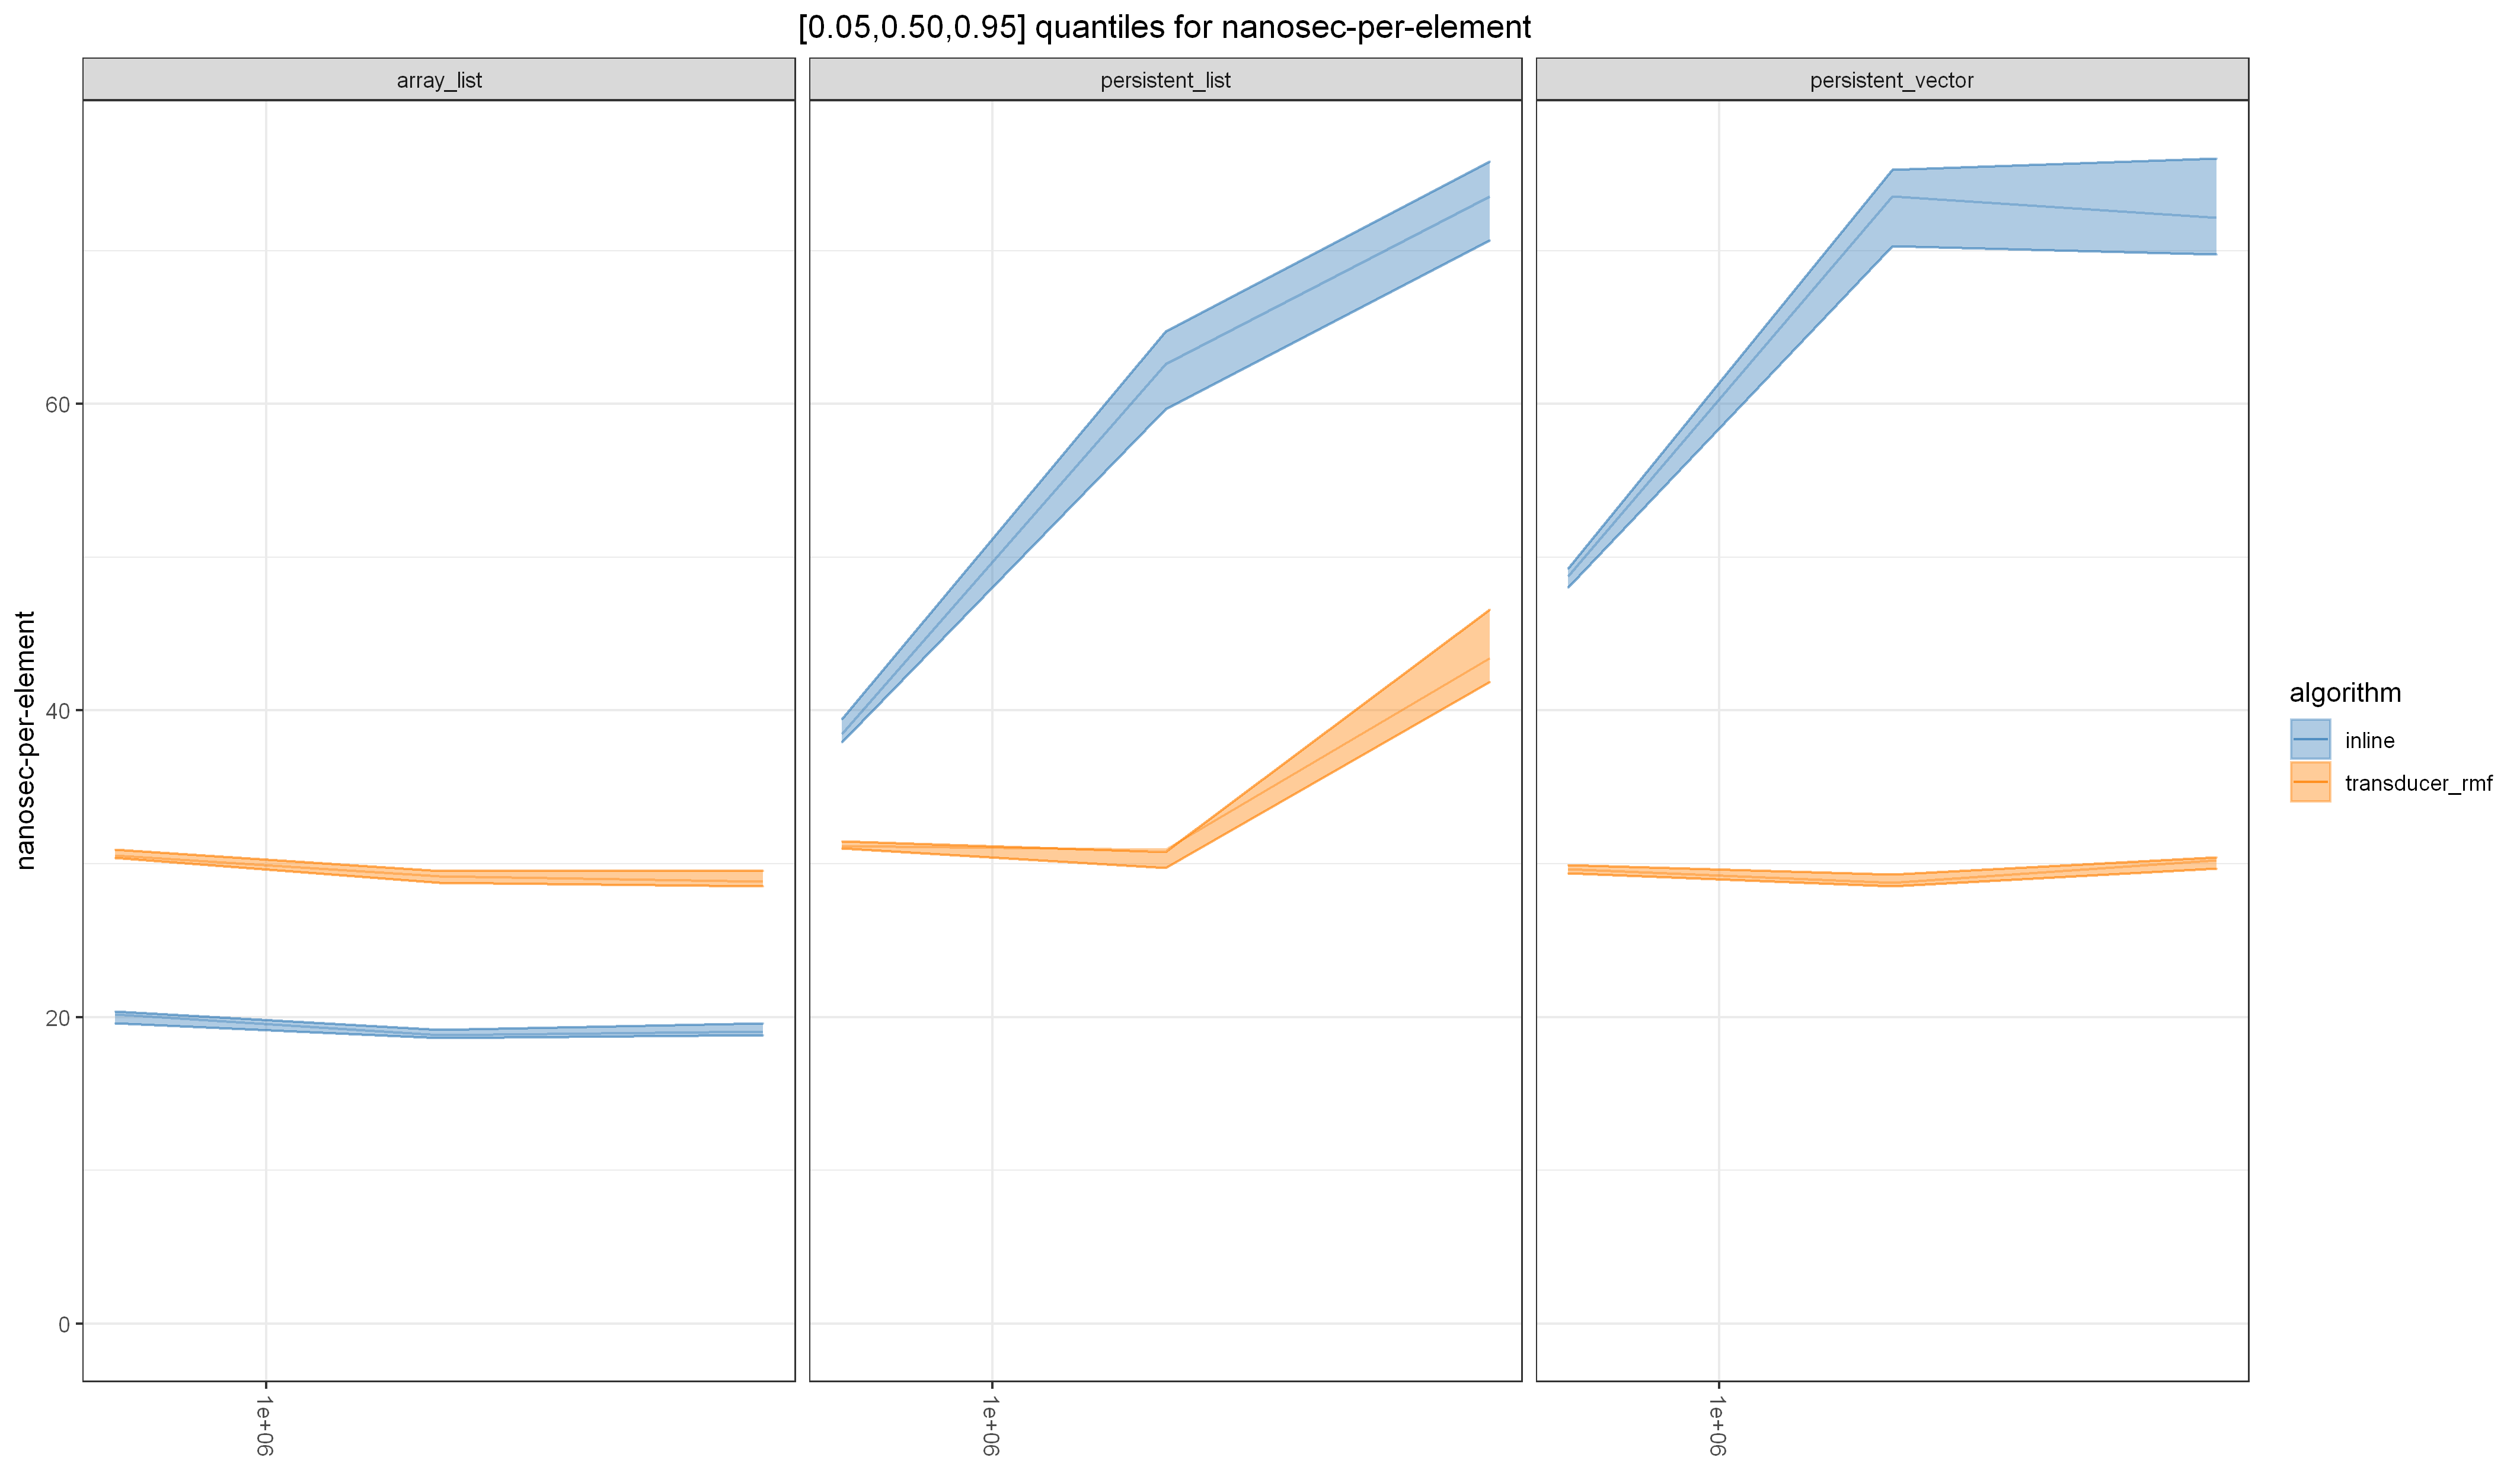 [0.05,0.50,0.95] quantiles for nanosec-per-element
array_list
persistent_list
persistent_vector
nanosec-per-element
60
40
20
0
1e+06
1e+06
1e+06
algorithm
inline
transducer_rmf